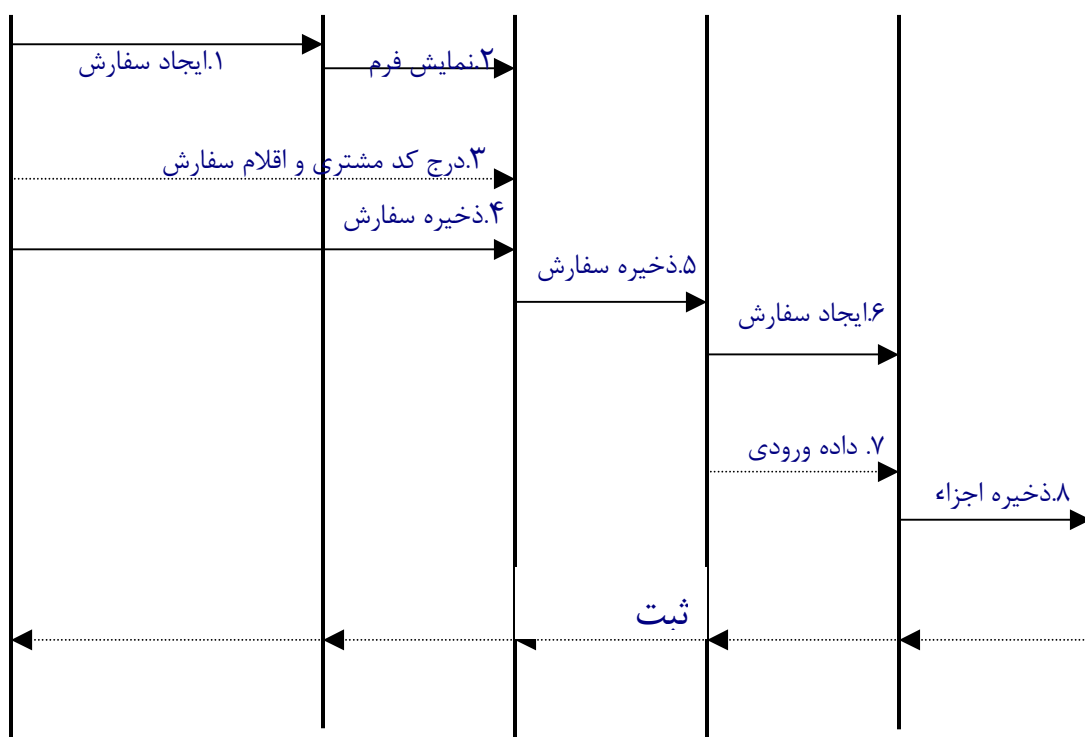 ۱.ایجاد سفارش
۲.نمایش فرم
۳.درج کد مشتری و اقلام سفارش
۴.ذخیره سفارش
۵.ذخیره سفارش
۶.ایجاد سفارش
۷. داده ورودی
۸.ذخیره اجزاء
ثبت